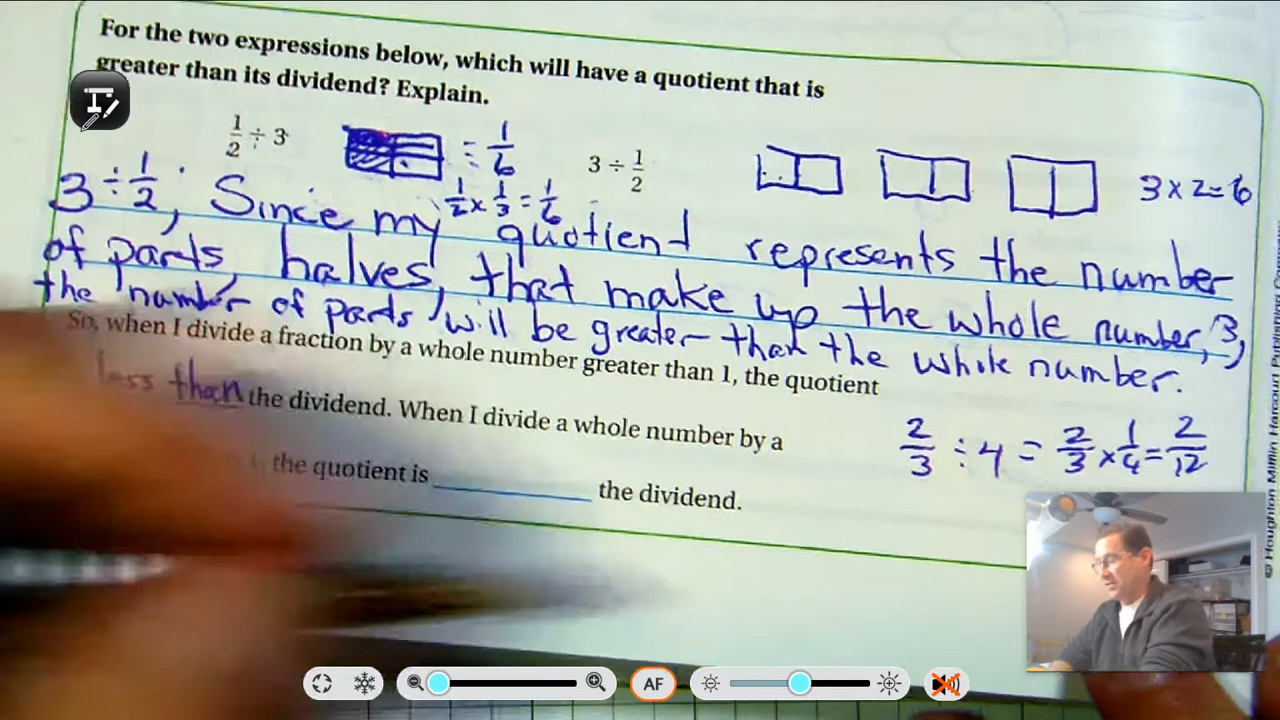 For the two expressions below, which will have a quotient that is
greater than its dividend? Explain.
1/2 ÷ 3
÷ 1/6
1/2 x 1/3 = 1/6
3 ÷ 1/2
3 x 2 = 6
3 ÷ 1/2, Since my quotient represents the number
of parts, halves, that make up the whole number, 3,
the number of parts will be greater than the whole number.
So, when I divide a fraction by a whole number greater than 1, the quotient
less than the dividend. When I divide a whole number by a
the quotient is ____________ the dividend.
2/3 ÷ 4 = 2/3 x 1/4 = 2/12
© Houghton Mifflin Harcourt Publishing
AF